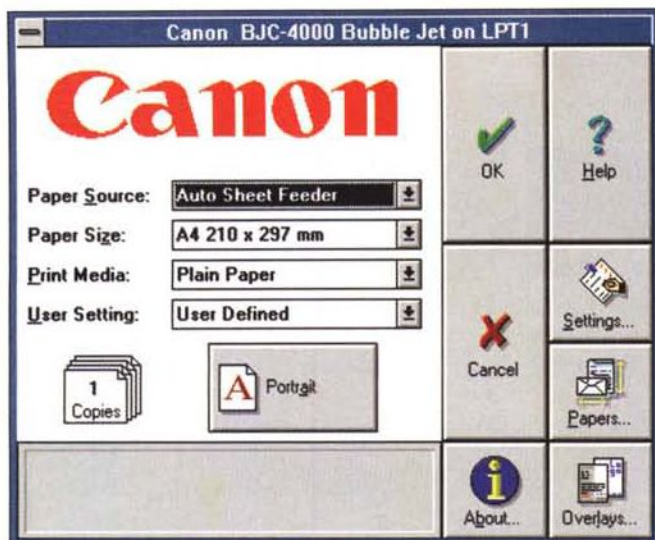 Canon BJC-4000 Bubble Jet on LPT1
Canon
Paper Source: Auto Sheet Feeder
Paper Size: A4 210 x 297 mm
Print Media: Plain Paper
User Setting: User Defined
1
Copies
A Portrait
OK
Help
Cancel
Settings...
Papers...
About...
Overlays...